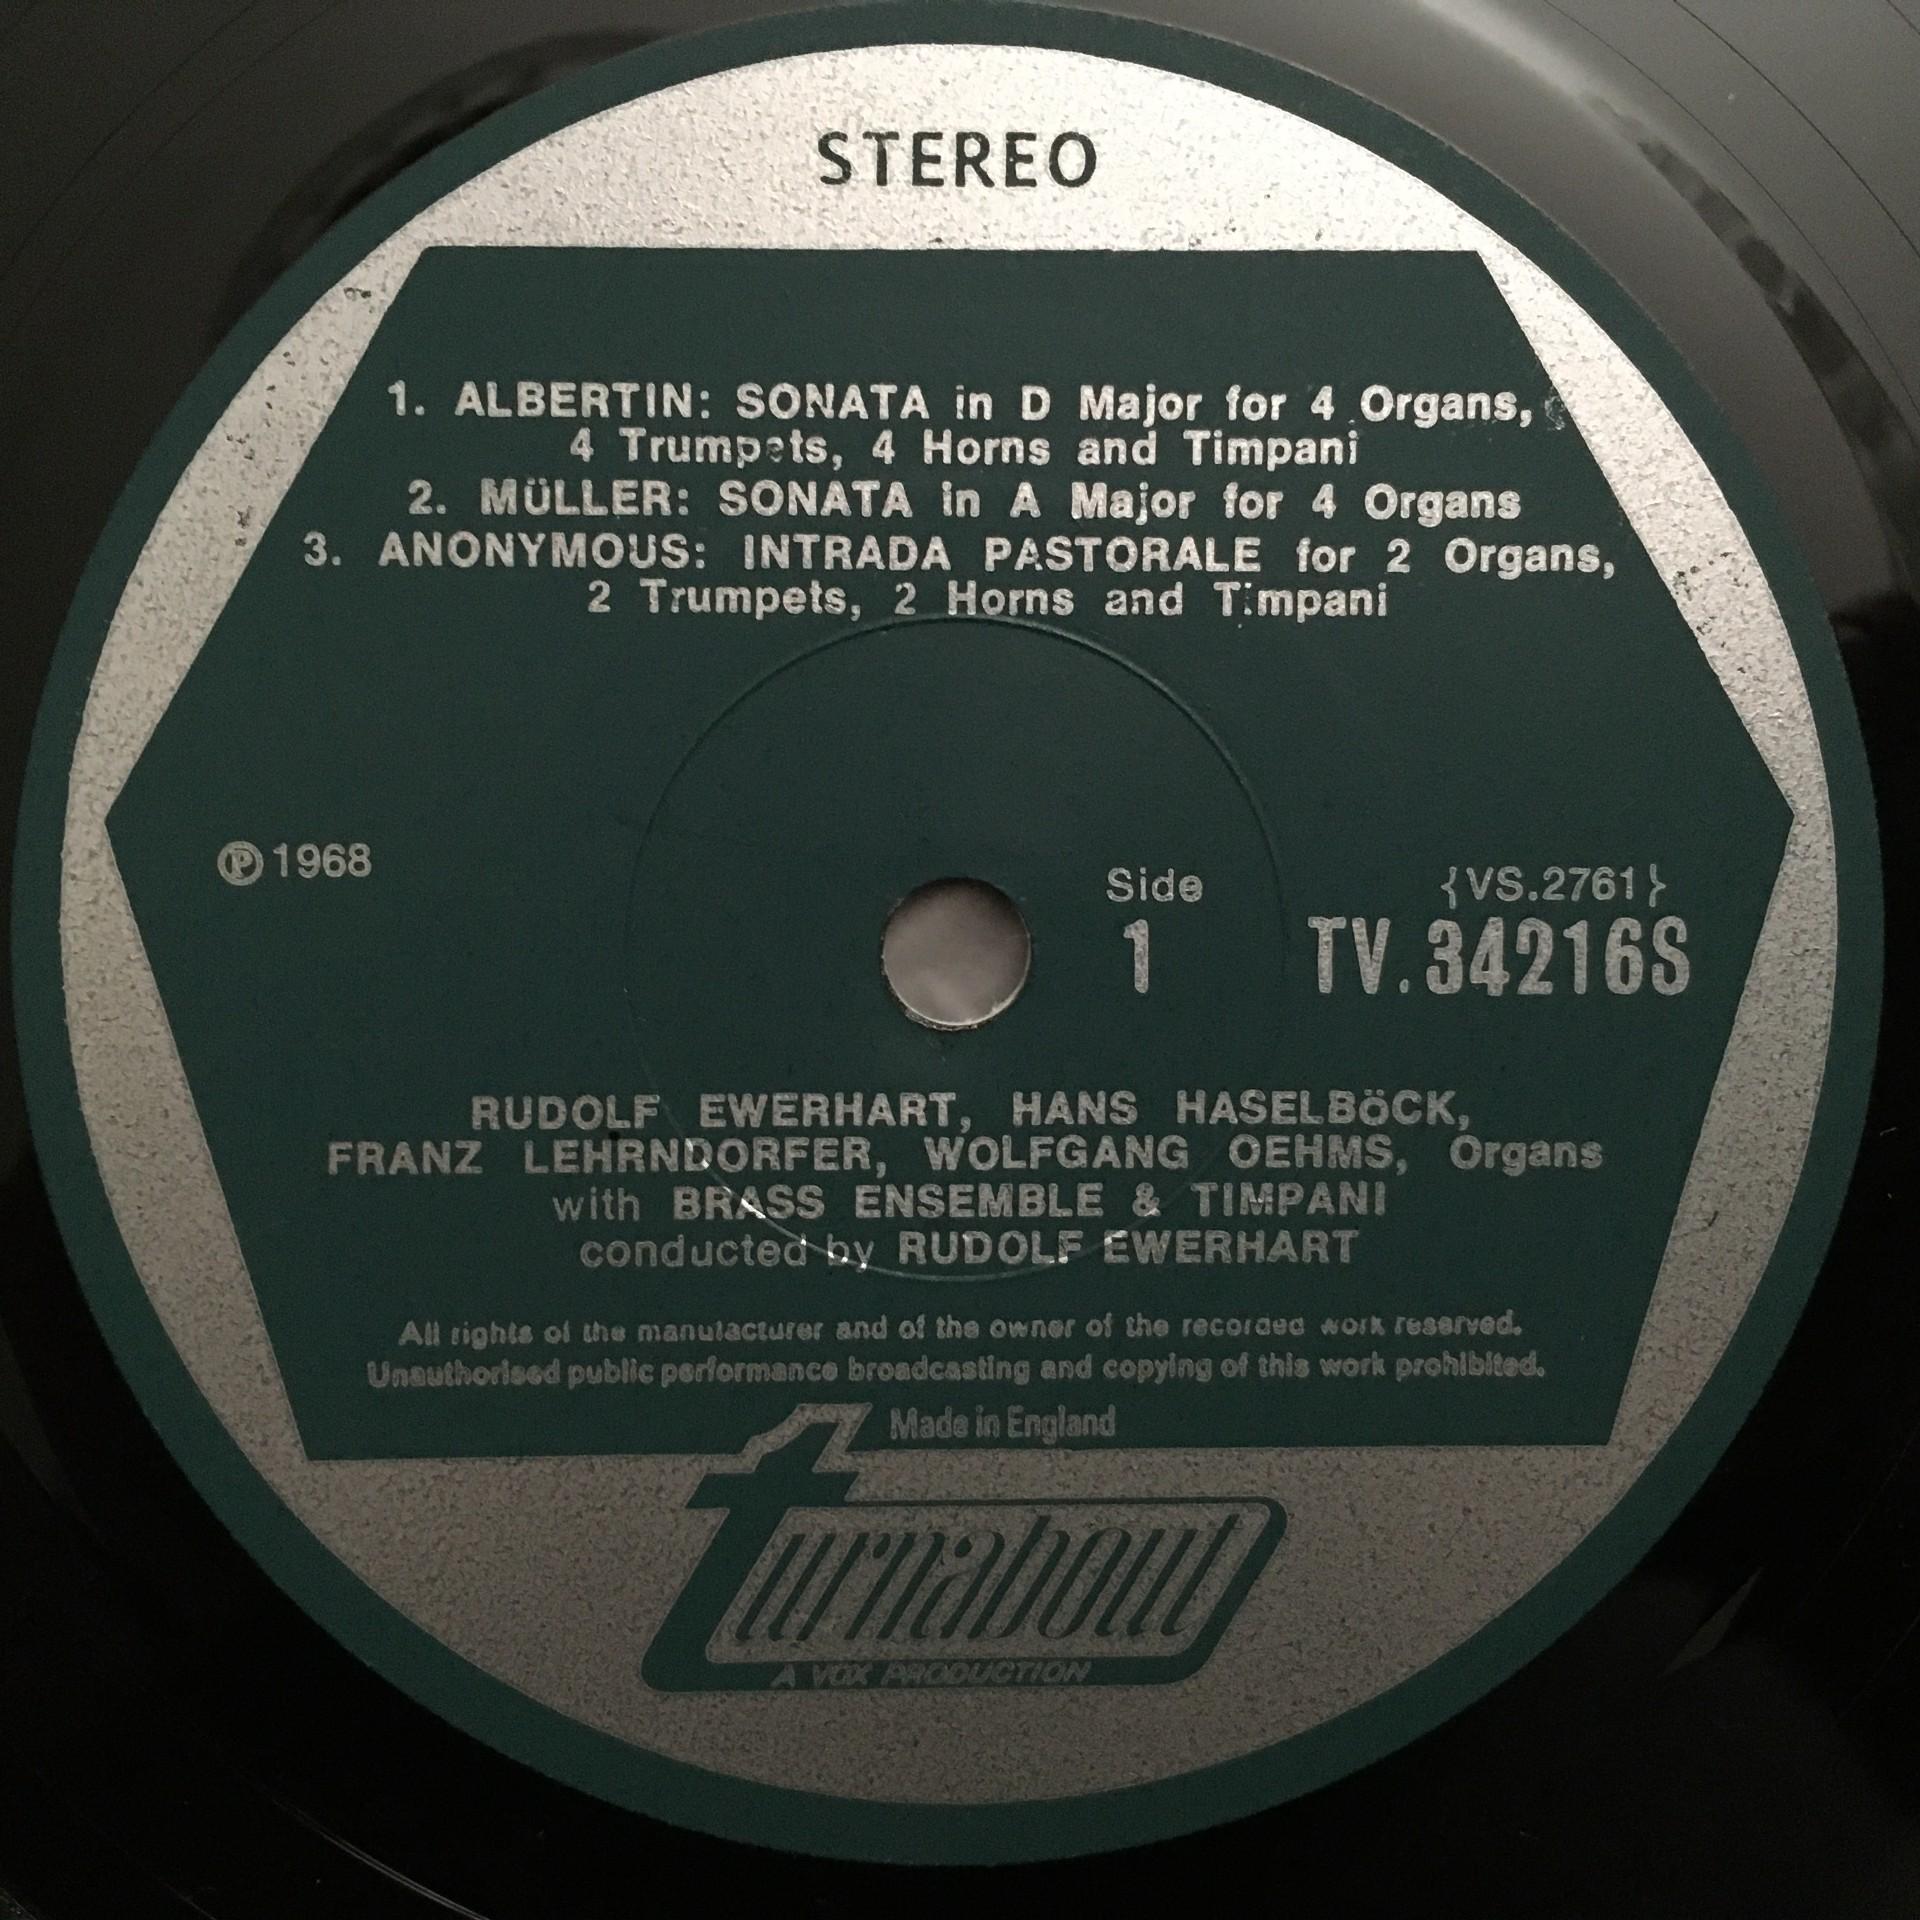 STEREO
1. ALBERTIN: SONATA in D Major for 4 Organs,
4 Trumpets, 4 Horns and Timpani
2. MÜLLER: SONATA in A Major for 4 Organs
3. ANONYMOUS: INTRADA PASTORALE for 2 Organs,
2 Trumpets, 2 Horns and Timpani
℗ 1968
Side
1
{VS.2761}
TV.34216S
RUDOLF EWERHART, HANS HASELBÖCK,
FRANZ LEHRNDORFER, WOLFGANG OEHMS, Organs
with BRASS ENSEMBLE & TIMPANI
conducted by RUDOLF EWERHART
All rights of the manufacturer and of the owner of the recorded work reserved.
Unauthorised public performance broadcasting and copying of this work prohibited.
Made in England
turnabout
A VOX PRODUCTION